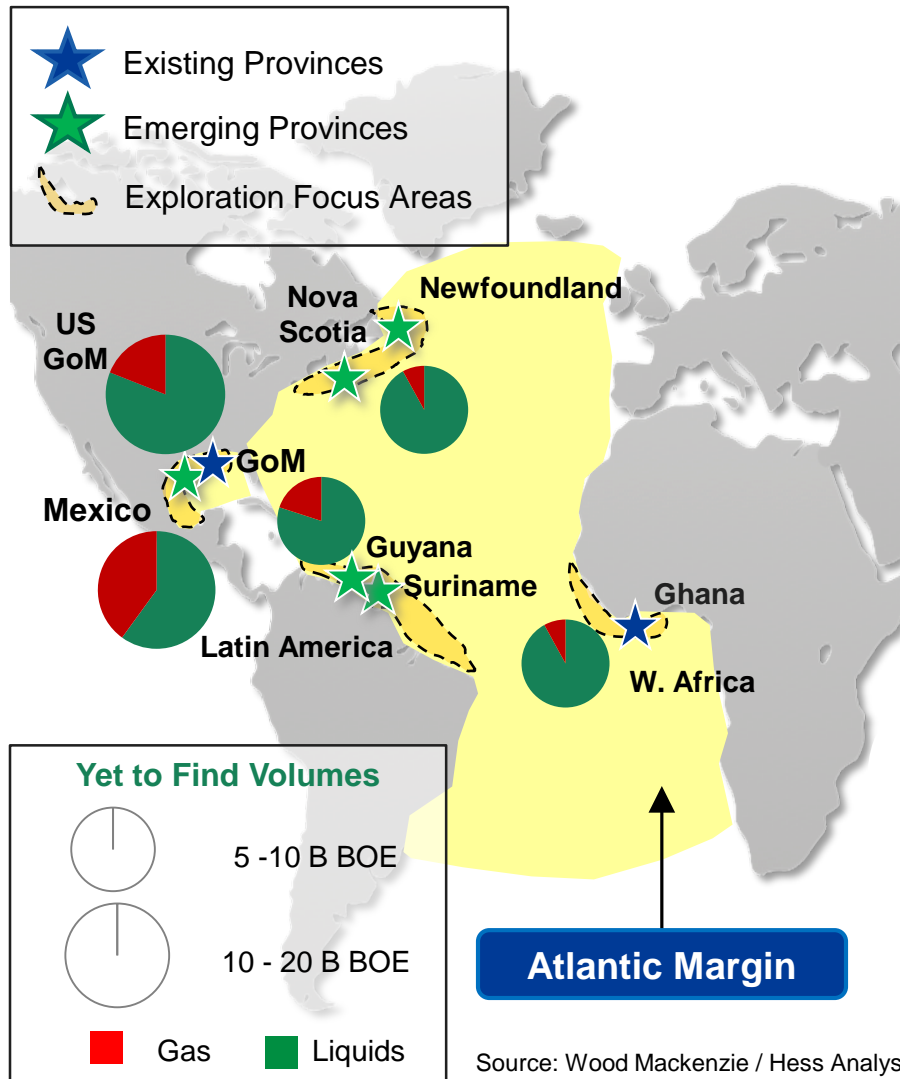 Existing Provinces
Emerging Provinces
Exploration Focus Areas
Newfoundland
Nova
Scotia
US
GoM
GoM
Mexico
Guyana
Suriname
Latin America
Ghana
W. Africa
Yet to Find Volumes
5 -10 B BOE
10 - 20 B BOE
Gas
Liquids
Atlantic Margin
Source: Wood Mackenzie / Hess Analys